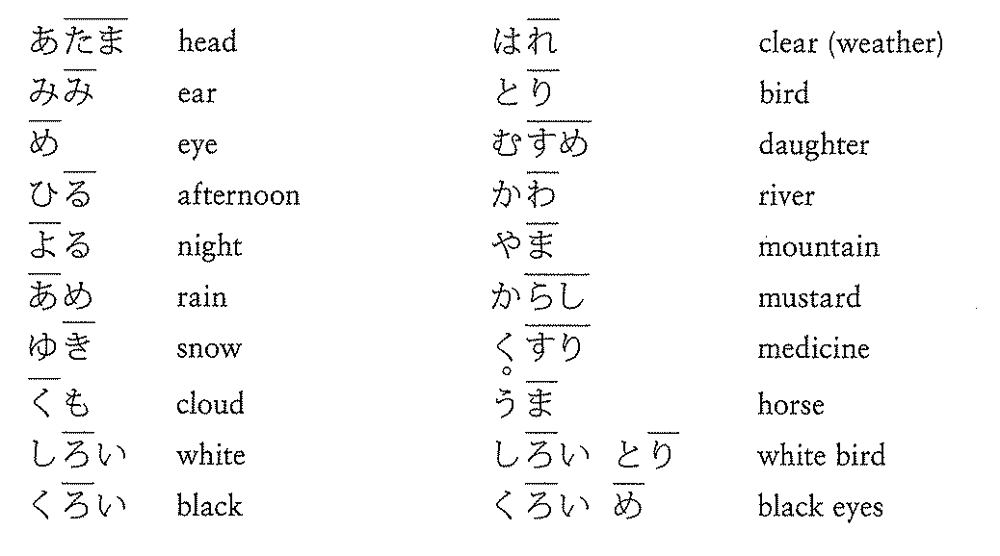 あたま head はれ clear (weather)
みみ ear とり bird
め eye むすめ daughter
ひる afternoon かわ river
よる night やま mountain
あめ rain からし mustard
ゆき snow くすり medicine
くも cloud うま horse
しろい white しろい とり white bird
くろい black くろい め black eyes